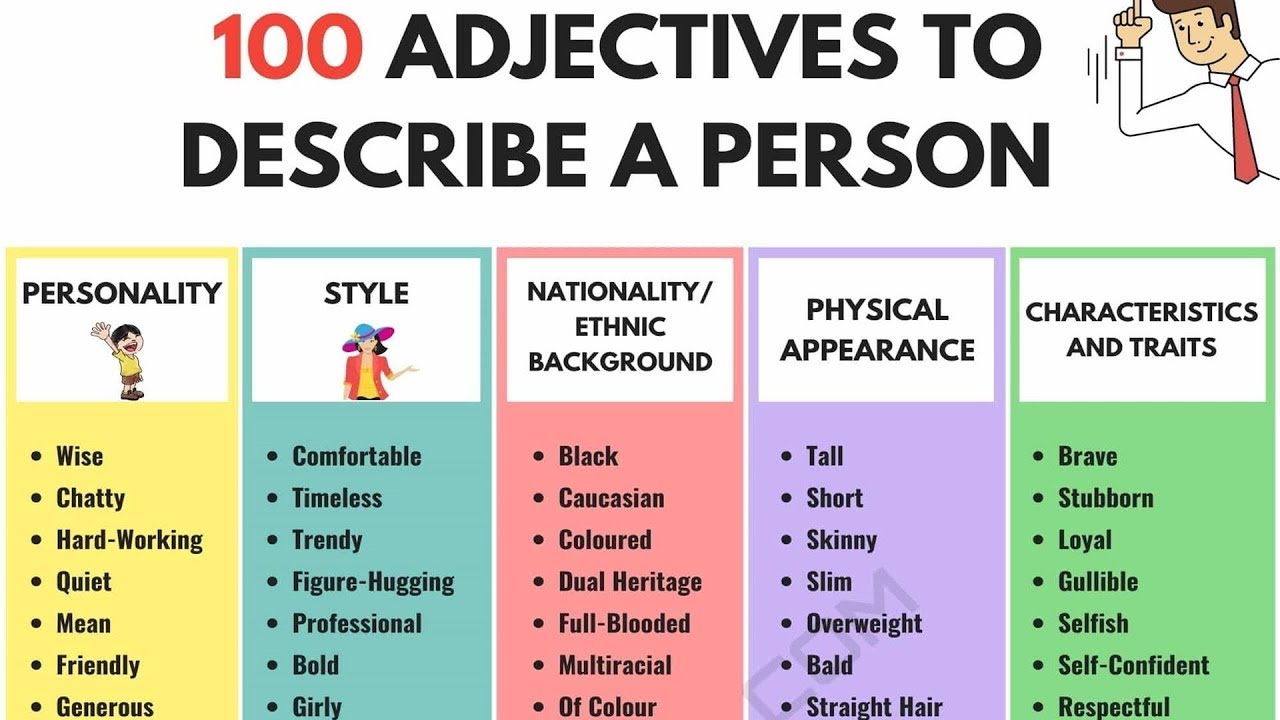 100 ADJECTIVES TO
DESCRIBE A PERSON
PERSONALITY
Wise
Chatty
Hard-Working
Quiet
Mean
Friendly
Generous
STYLE
Comfortable
Timeless
Trendy
Figure-Hugging
Professional
Bold
Girly
NATIONALITY/
ETHNIC
BACKGROUND
Black
Caucasian
Coloured
Dual Heritage
Full-Blooded
Multiracial
Of Colour
PHYSICAL
APPEARANCE
Tall
Short
Skinny
Slim
Overweight
Bald
Straight Hair
CHARACTERISTICS
AND TRAITS
Brave
Stubborn
Loyal
Gullible
Selfish
Self-Confident
Respectful
.COM